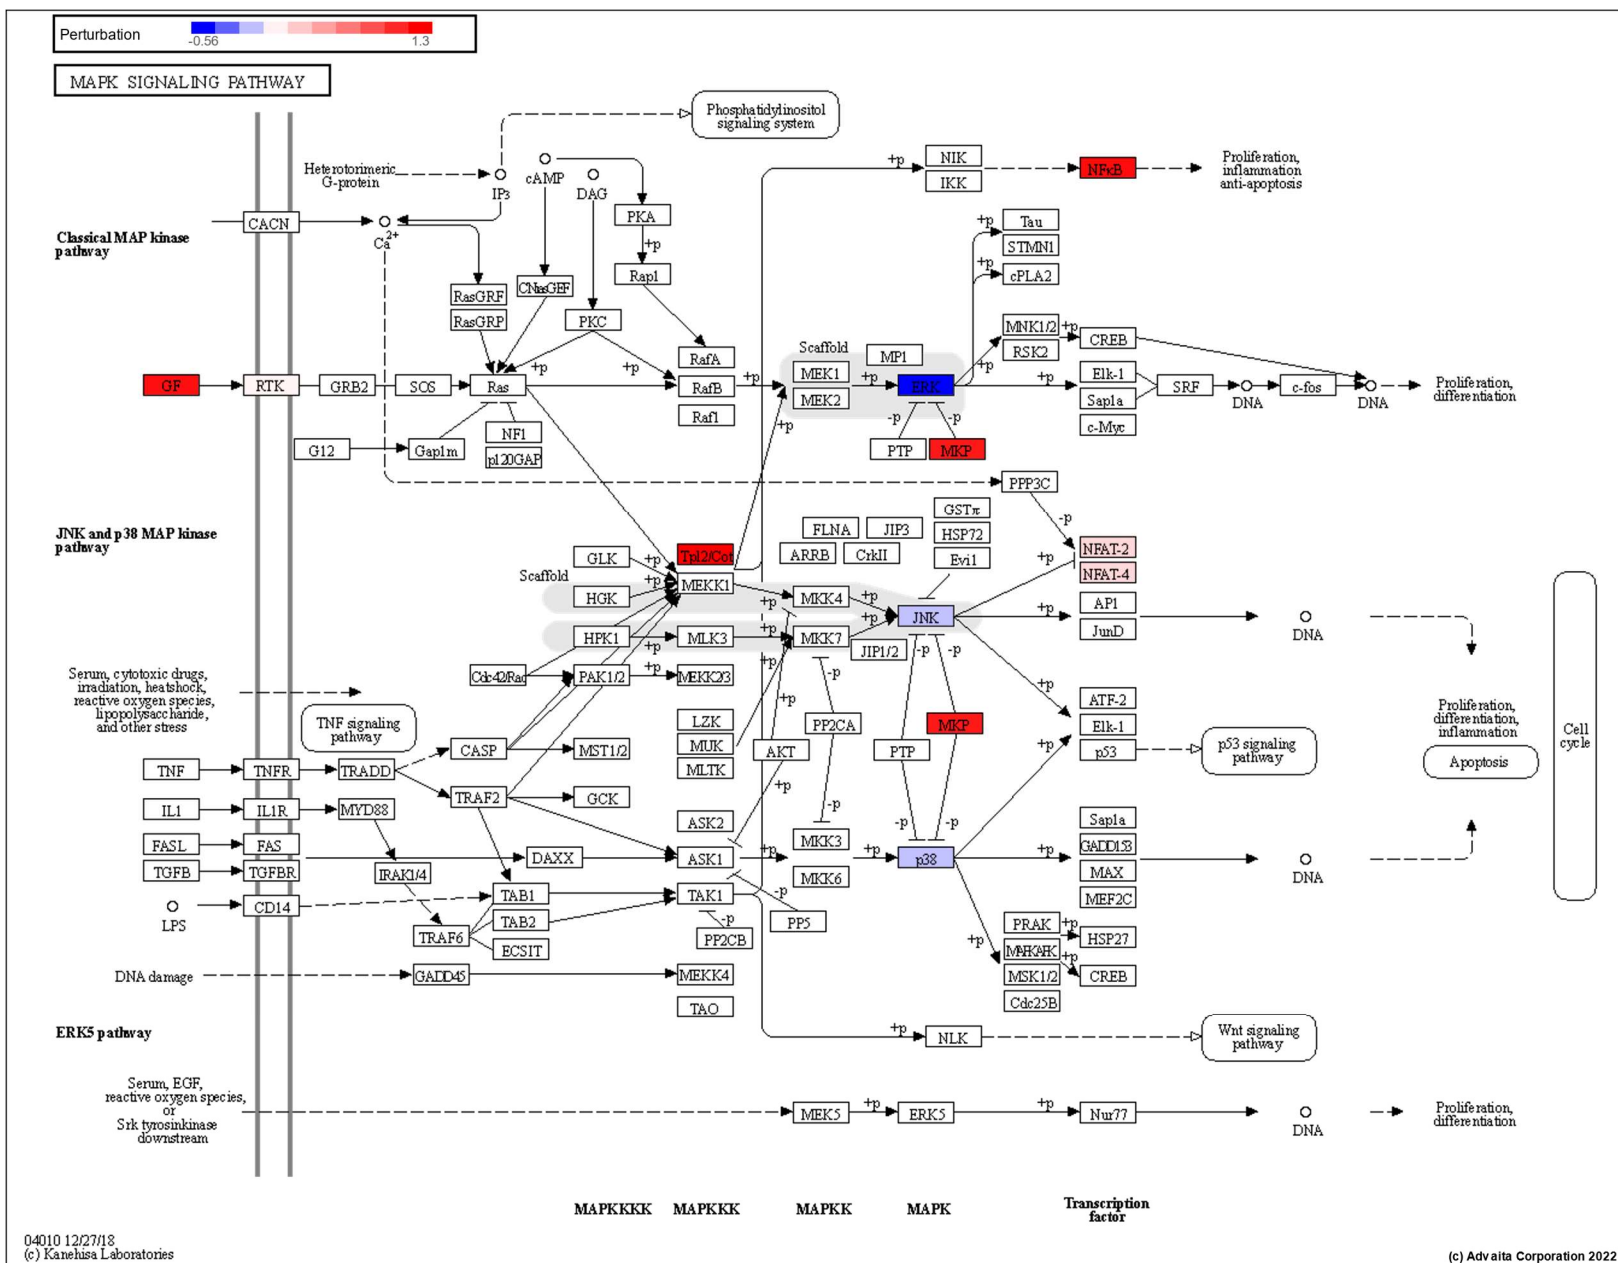 Perturbation
-0.56
1.3
MAPK SIGNALING PATHWAY
Phosphatidylinositol
signaling system
Heterotorimeric
G-protein
IP3
cAMP
DAG
+p
NIK
IKK
NFκB
Proliferation,
inflammation
anti-apoptosis
CACN
Ca2+
PKA
+p
Rap1
Classical MAP kinase
pathway
+p
Tau
STMN1
+p
cPLA2
RasGRF
RasGRP
CNrasGEF
PKC
MNK1/2
+p
RSK2
CREB
+p
Scaffold
MP1
RafA
MEK1
Elk-1
GF
RTK
GRB2
SOS
Ras
+p
+p
RafB
+p
+p
ERK
+p
SRF
DNA
c-fos
DNA
Proliferation,
differentiation
MEK2
Sap1a
Raf1
+p
-p
-p
c-Myc
NF1
G12
Gap1m
p120GAP
PTP
MKP
PPP3C
JNK and p38 MAP kinase
pathway
GSTπ
-p
FLNA
JIP3
HSP72
ARRB
CrkII
Evi1
NFAT-2
+p
NFAT-4
GLK
+p
Tpl2/Cot
Scaffold
+p
MEKK1
HGK
+p
+p
MKK4
+p
JNK
+p
AP1
JunD
DNA
HPK1
+p
MLK3
+p
MKK7
+p
JIP1/2
Cdc42/Rac
PAK1/2
+p
MEKK2/3
+p
-p
-p
-p
+p
Serum, cytotoxic drugs,
irradiation, heatshock,
reactive oxygen species,
lipopolysaccharide,
and other stress
TNF signaling
pathway
ATF-2
Elk-1
p53
+p
p53 signaling
pathway
Proliferation,
differentiation,
inflammation
Apoptosis
Cell
cycle
LZK
MUK
MLTK
AKT
PP2CA
PTP
MKP
CASP
MST1/2
TNF
TNFR
TRADD
+p
TRAF2
GCK
IL1
IL1R
MYD88
ASK2
-p
-p
-p
MKK3
Sap1a
FASL
FAS
DAXX
ASK1
+p
+p
p38
+p
GADD153
DNA
TGFB
TGFBR
IRAK1/4
MKK6
MAX
MEF2C
LPS
CD14
TAB1
TAK1
-p
TAB2
-p
PP5
TRAF6
ECSIT
PP2CB
PRAK
+p
HSP27
MAPKAPK
+p
+p
MSK1/2
CREB
Cdc25B
DNA damage
GADD45
MEKK4
TAO
ERK5 pathway
+p
NLK
Wnt signaling
pathway
Serum, EGF,
reactive oxygen species,
or
Srk tyrosinkinase
downstream
MEK5
+p
ERK5
+p
Nur77
DNA
Proliferation,
differentiation
MAPKKKK
MAPKKK
MAPKK
MAPK
Transcription
factor
04010 12/27/18
(c) Kanehisa Laboratories
(c) Advaita Corporation 2022